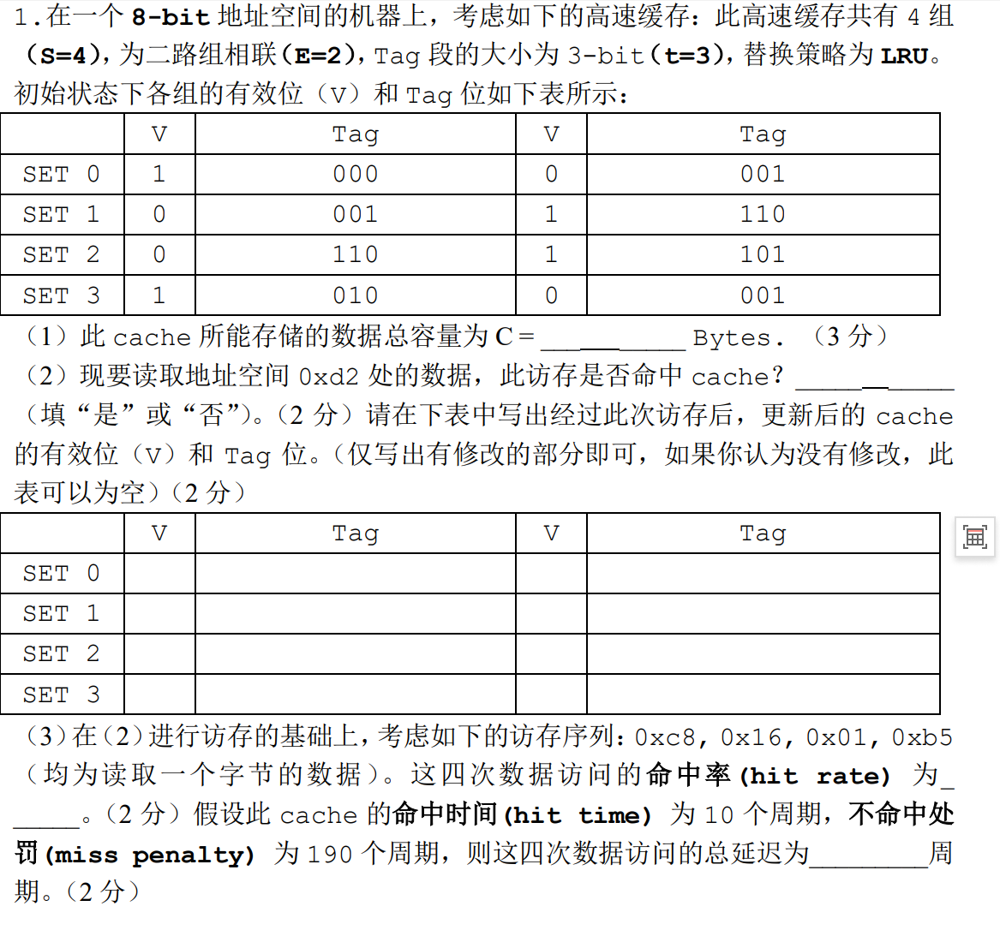 1.在一个 8-bit 地址空间的机器上，考虑如下的高速缓存：此高速缓存共有 4 组
（S=4），为二路组相联（E=2），Tag 段的大小为 3-bit（t=3），替换策略为 LRU。
初始状态下各组的有效位（V）和 Tag 位如下表所示：
V Tag V Tag
SET 0 1 000 0 001
SET 1 0 001 1 110
SET 2 0 110 1 101
SET 3 1 010 0 001
（1）此 cache 所能存储的数据总容量为 C = ___________ Bytes. （3 分）
（2）现要读取地址空间 0xd2 处的数据，此访存是否命中 cache？____________
（填“是”或“否”）。（2 分）请在下表中写出经过此次访存后，更新后的 cache
的有效位（V）和 Tag 位。（仅写出有修改的部分即可，如果你认为没有修改，此
表可以为空）（2 分）
V Tag V Tag
SET 0
SET 1
SET 2
SET 3
（3）在（2）进行访存的基础上，考虑如下的访存序列：0xc8, 0x16, 0x01, 0xb5
（均为读取一个字节的数据）。这四次数据访问的命中率(hit rate) 为_
_____。（2 分）假设此 cache 的命中时间(hit time) 为 10 个周期，不命中处
罚(miss penalty) 为 190 个周期，则这四次数据访问的总延迟为_________周
期。（2 分）